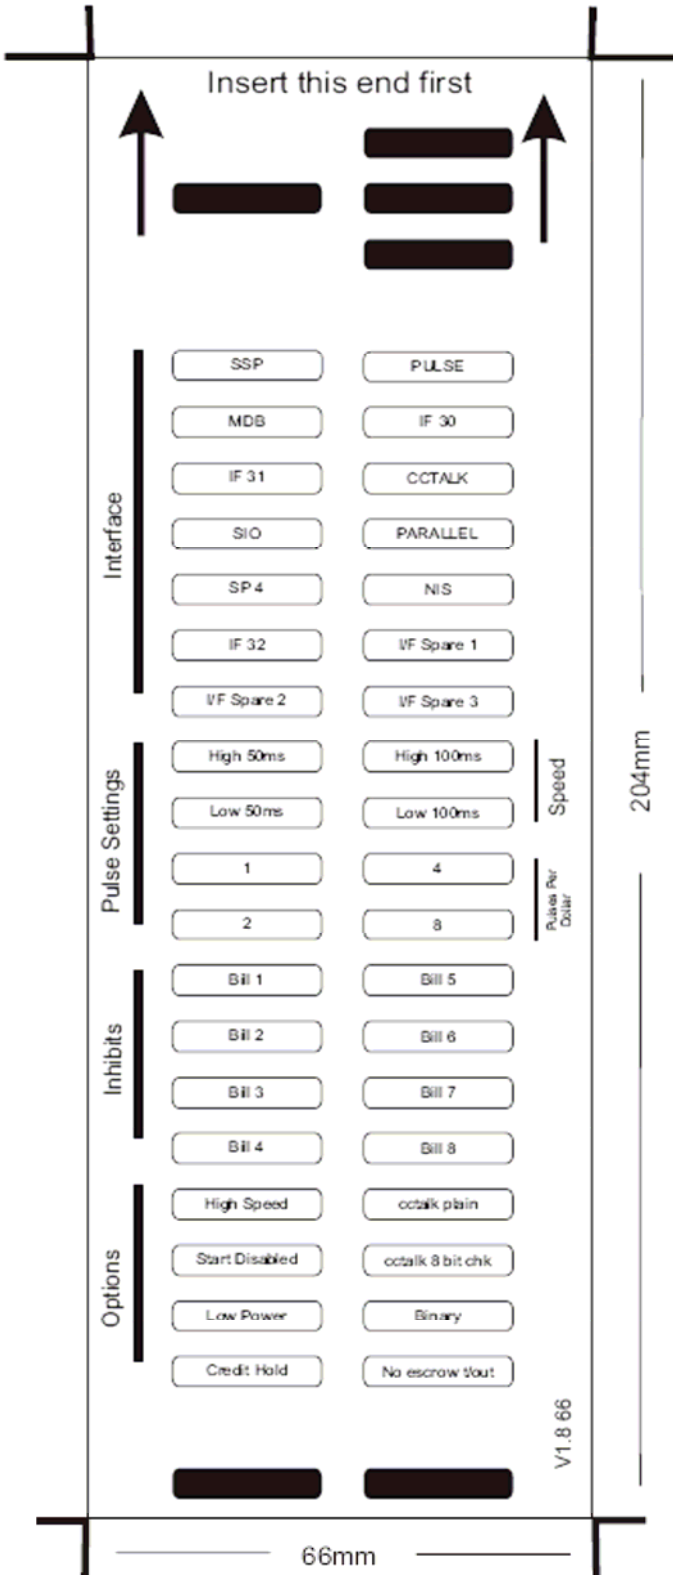 Insert this end first
SSP PULSE
MDB IF 30
IF 31 CCTALK
SIO PARALLEL
SP 4 NIS
IF 32 I/F Spare 1
I/F Spare 2 I/F Spare 3
Interface
High 50ms High 100ms
Low 50ms Low 100ms
Speed
1 4
2 8
Pulses Per
Dollar
Pulse Settings
204mm
Bill 1 Bill 5
Bill 2 Bill 6
Bill 3 Bill 7
Bill 4 Bill 8
Inhibits
High Speed cctalk plain
Start Disabled cctalk 8 bit chk
Low Power Binary
Credit Hold No escrow t/out
Options
V1.8 66
66mm